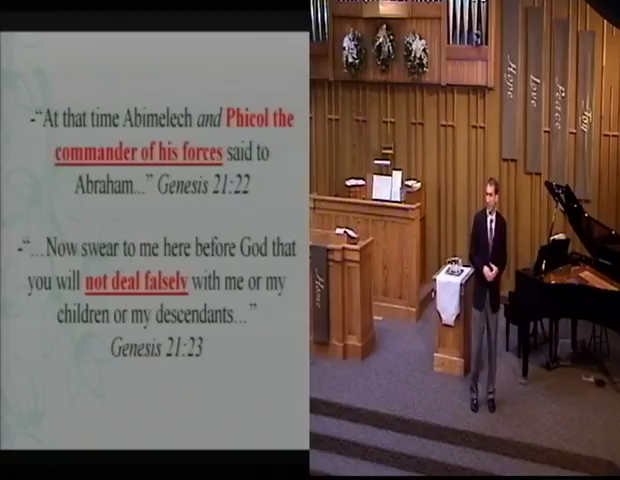 -“At that time Abimelech and Phicol the
commander of his forces said to
Abraham...” Genesis 21:22
-“...Now swear to me here before God that
you will not deal falsely with me or my
children or my descendants...”
Genesis 21:23
Hope
Love
Peace
Joy